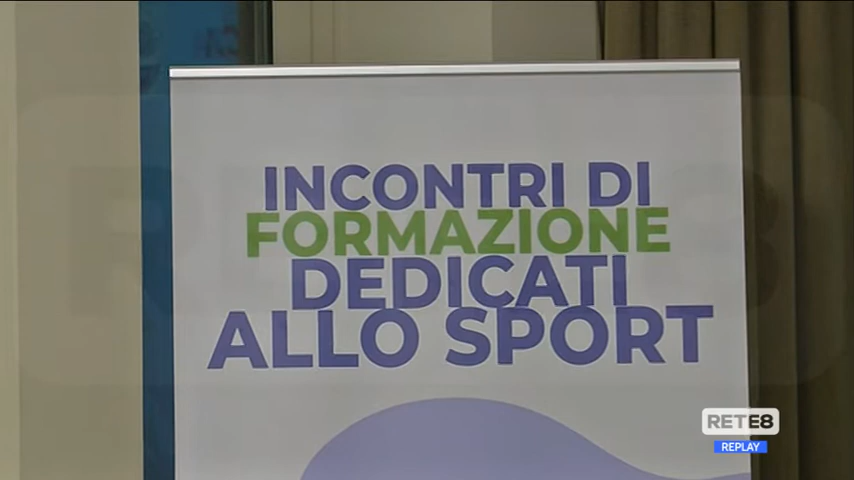 INCONTRI DI
FORMAZIONE
DEDICATI
ALLO SPORT
RETE8
REPLAY